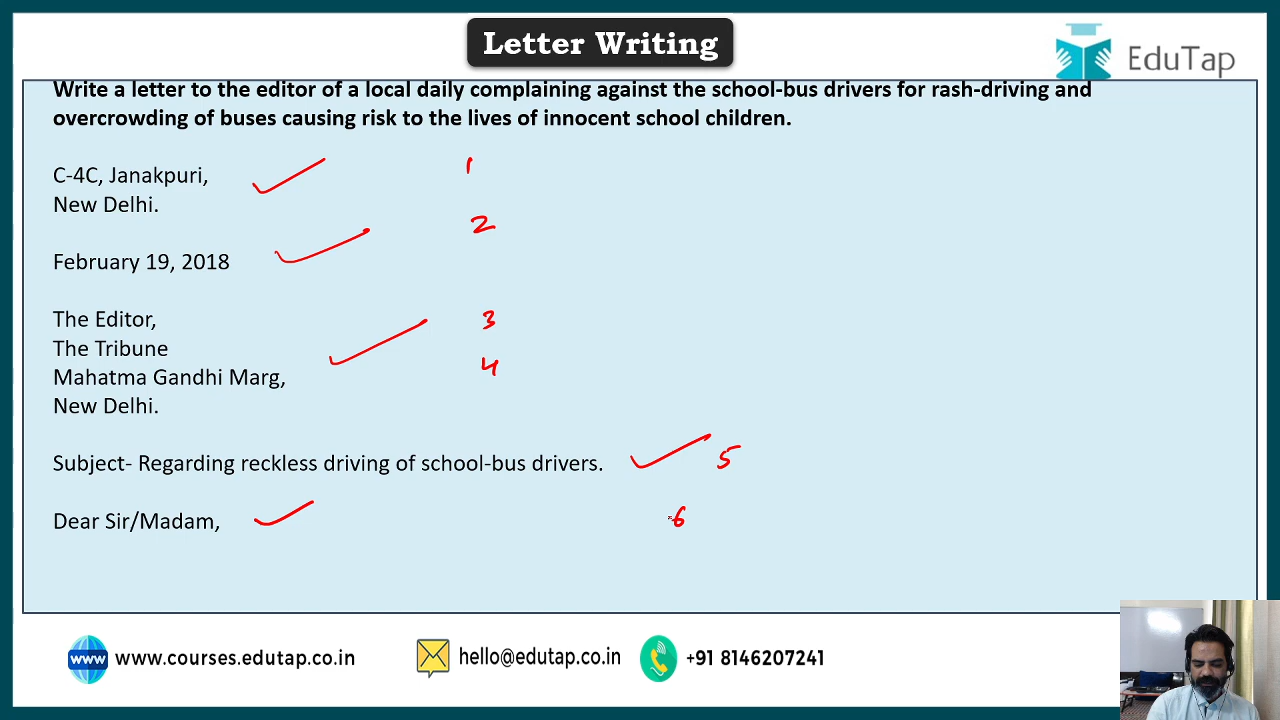 Letter Writing
EduTap
Write a letter to the editor of a local daily complaining against the school-bus drivers for rash-driving and
overcrowding of buses causing risk to the lives of innocent school children.
C-4C, Janakpuri, 1
New Delhi.
2
February 19, 2018
The Editor, 3
The Tribune
4
Mahatma Gandhi Marg,
New Delhi.
Subject- Regarding reckless driving of school-bus drivers. 5
Dear Sir/Madam, 6
www www.courses.edutap.co.in hello@edutap.co.in +91 8146207241